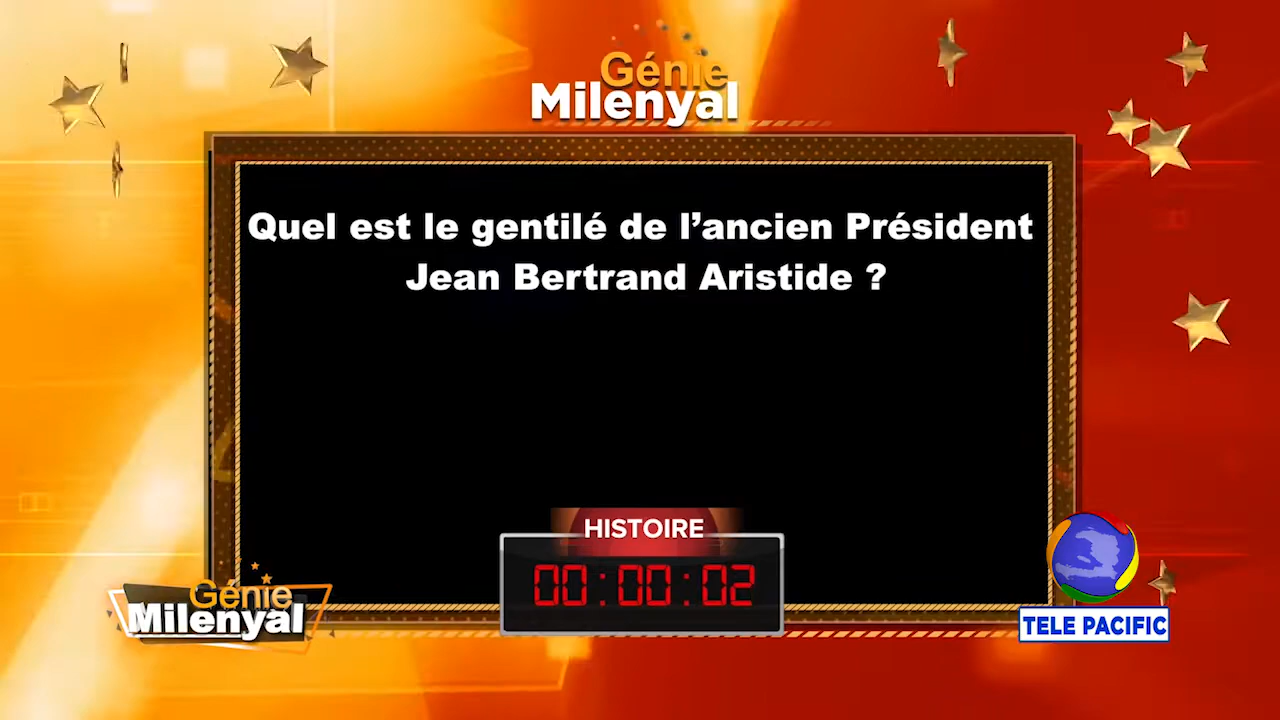 Génie
Milenyal
Quel est le gentilé de l’ancien Président
Jean Bertrand Aristide ?
HISTOIRE
00:00:02
Génie
Milenyal
TELE PACIFIC